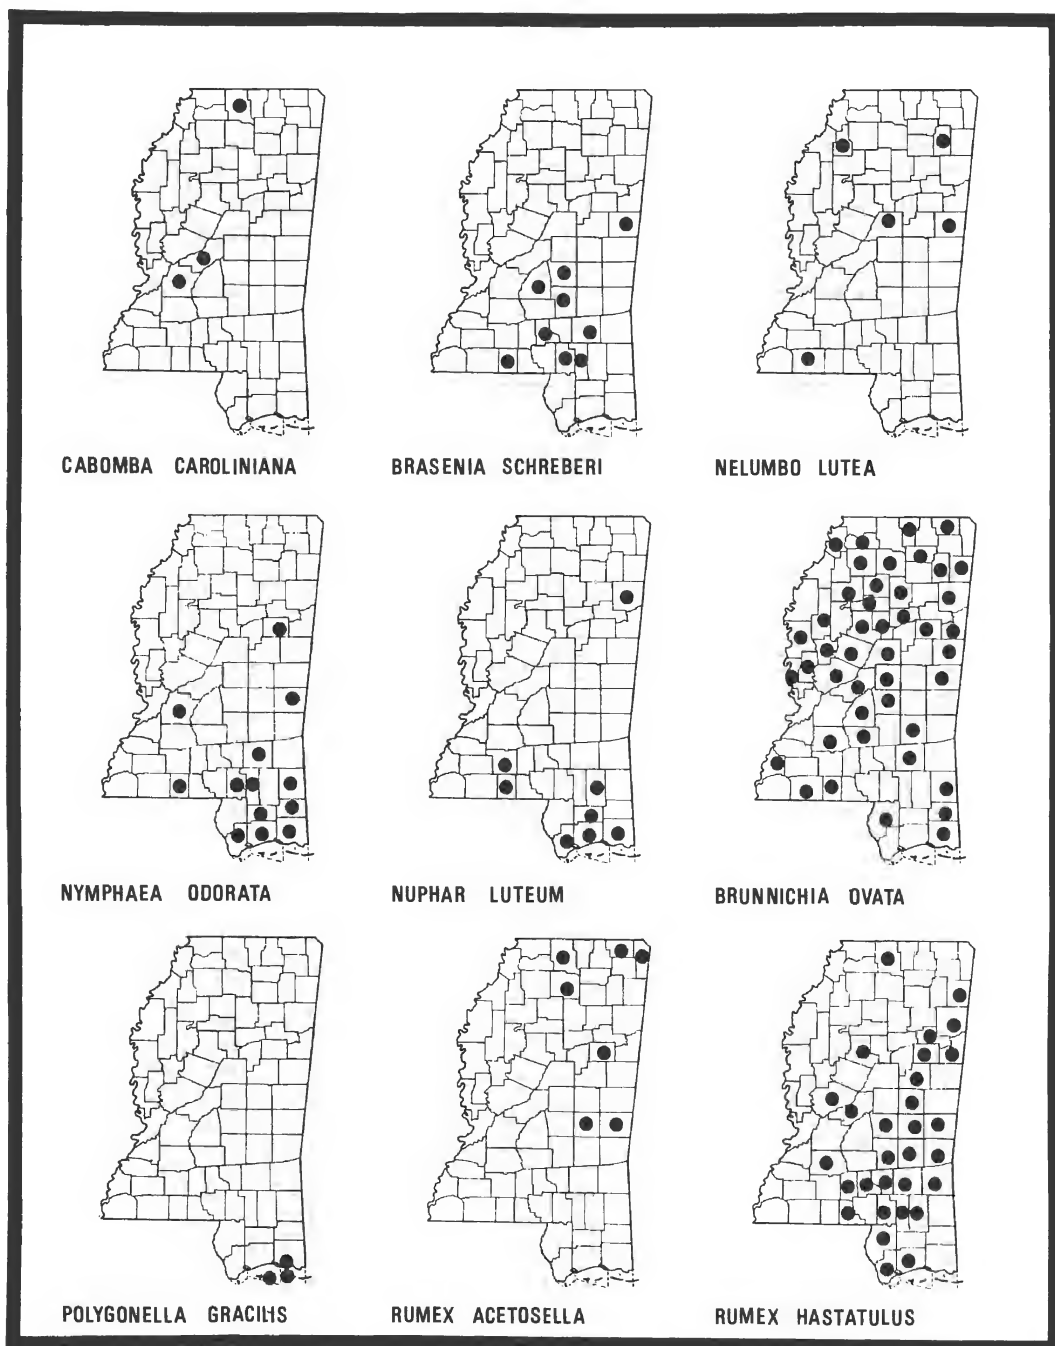 CABOMBA CAROLINIANA BRASENIA SCHREBERI NELUMBO LUTEA
NYMPHAEA ODORATA NUPHAR LUTEUM BRUNNICHIA OVATA
POLYGONELLA GRACILIS RUMEX ACETOSELLA RUMEX HASTATULUS